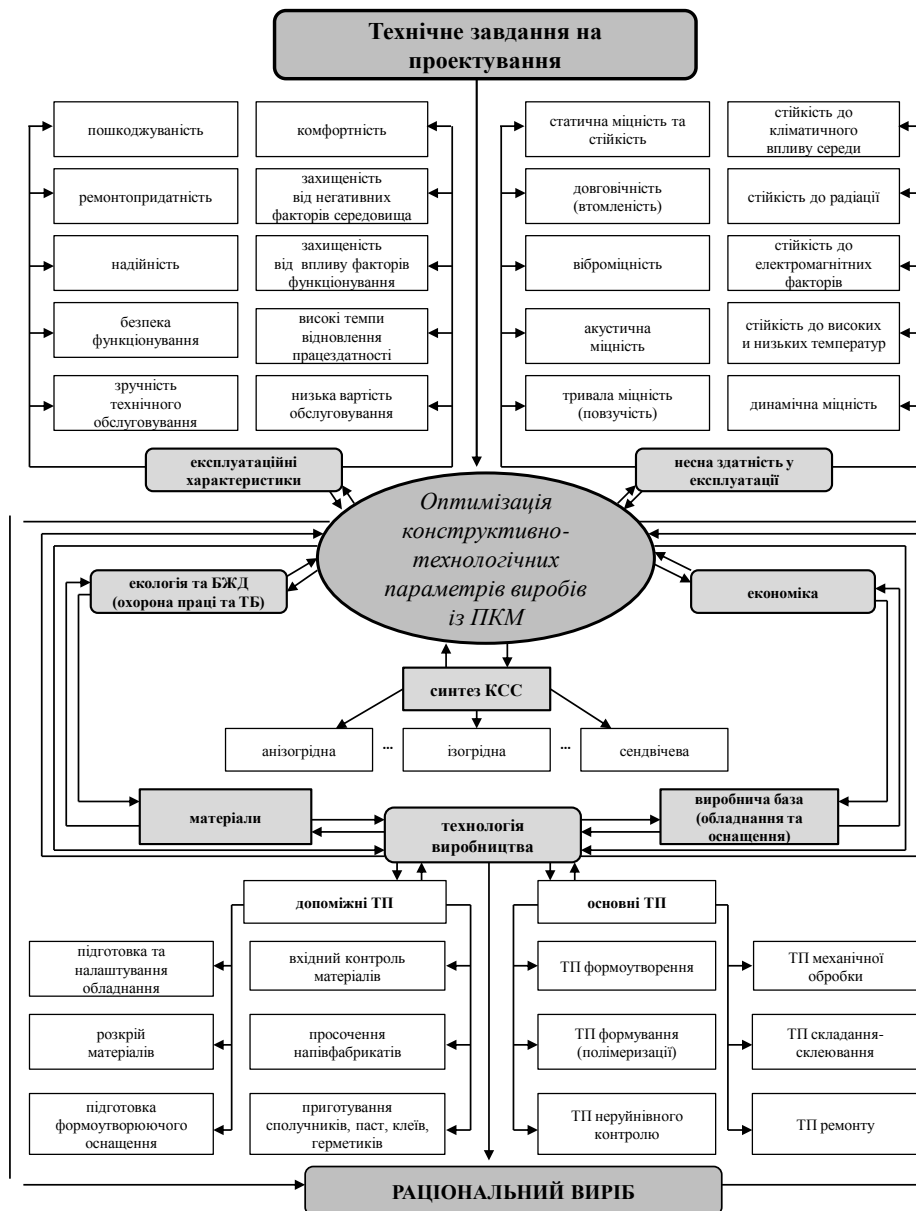 Технічне завдання на
проектування
пошкоджуваність
ремонтопридатність
надійність
безпека
функціонування
зручність
технічного
обслуговування
комфортність
захищеність
від негативних
факторів середовища
захищеність
від впливу факторів
функціонування
високі темпи
відновлення
працездатності
низька вартість
обслуговування
експлуатаційні
характеристики
статична міцність та
стійкість
довговічність
(втомленість)
віброміцність
акустична
міцність
тривала міцність
(повзучість)
стійкість до
кліматичного
впливу середи
стійкість до радіації
стійкість до
електромагнітних
факторів
стійкість до високих
и низьких температур
динамічна міцність
несна здатність у
експлуатації
Оптимізація
конструктивно-
технологічних
параметрів виробів
із ПКМ
екологія та БЖД
(охорона праці та ТБ)
економіка
синтез КСС
анізогрідна
...
ізогрідна
...
сендвічева
матеріали
технологія
виробництва
виробнича база
(обладнання та
оснащення)
допоміжні ТП
основні ТП
підготовка та
налаштування
обладнання
розкрій
матеріалів
підготовка
формоутворюючого
оснащення
вхідний контроль
матеріалів
просочення
напівфабрикатів
приготування
сполучників, паст, клеїв,
герметиків
ТП формоутворення
ТП формування
(полімеризації)
ТП неруйнівного
контролю
ТП механічної
обробки
ТП складання-
склеювання
ТП ремонту
РАЦІОНАЛЬНИЙ ВИРІБ